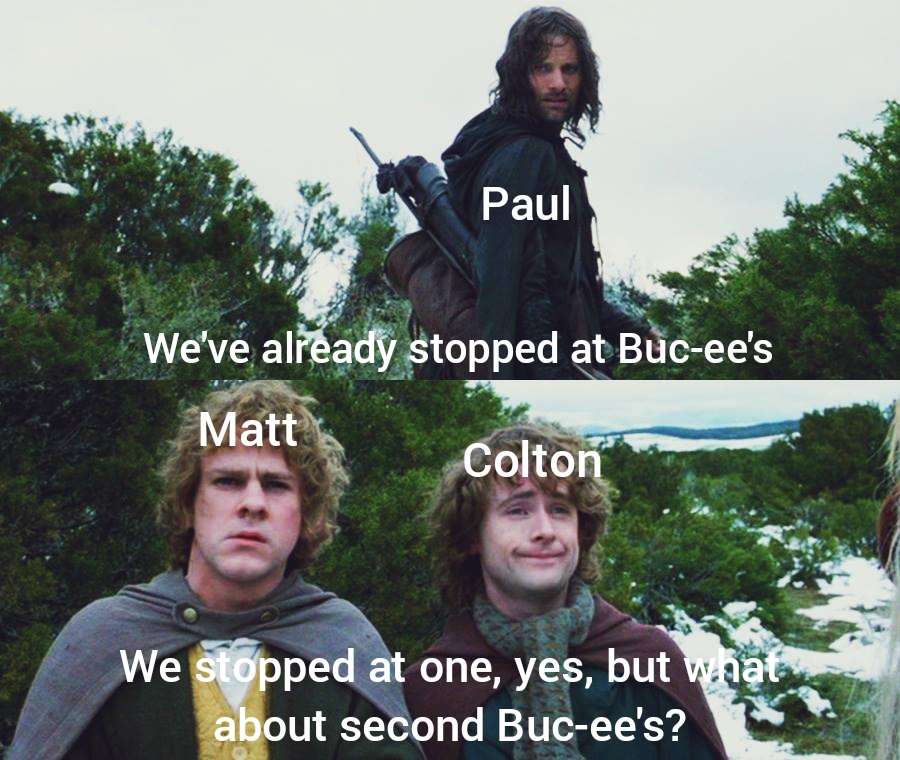 Paul
We've already stopped at Buc-ee's
Matt
Colton
We stopped at one, yes, but what
about second Buc-ee's?